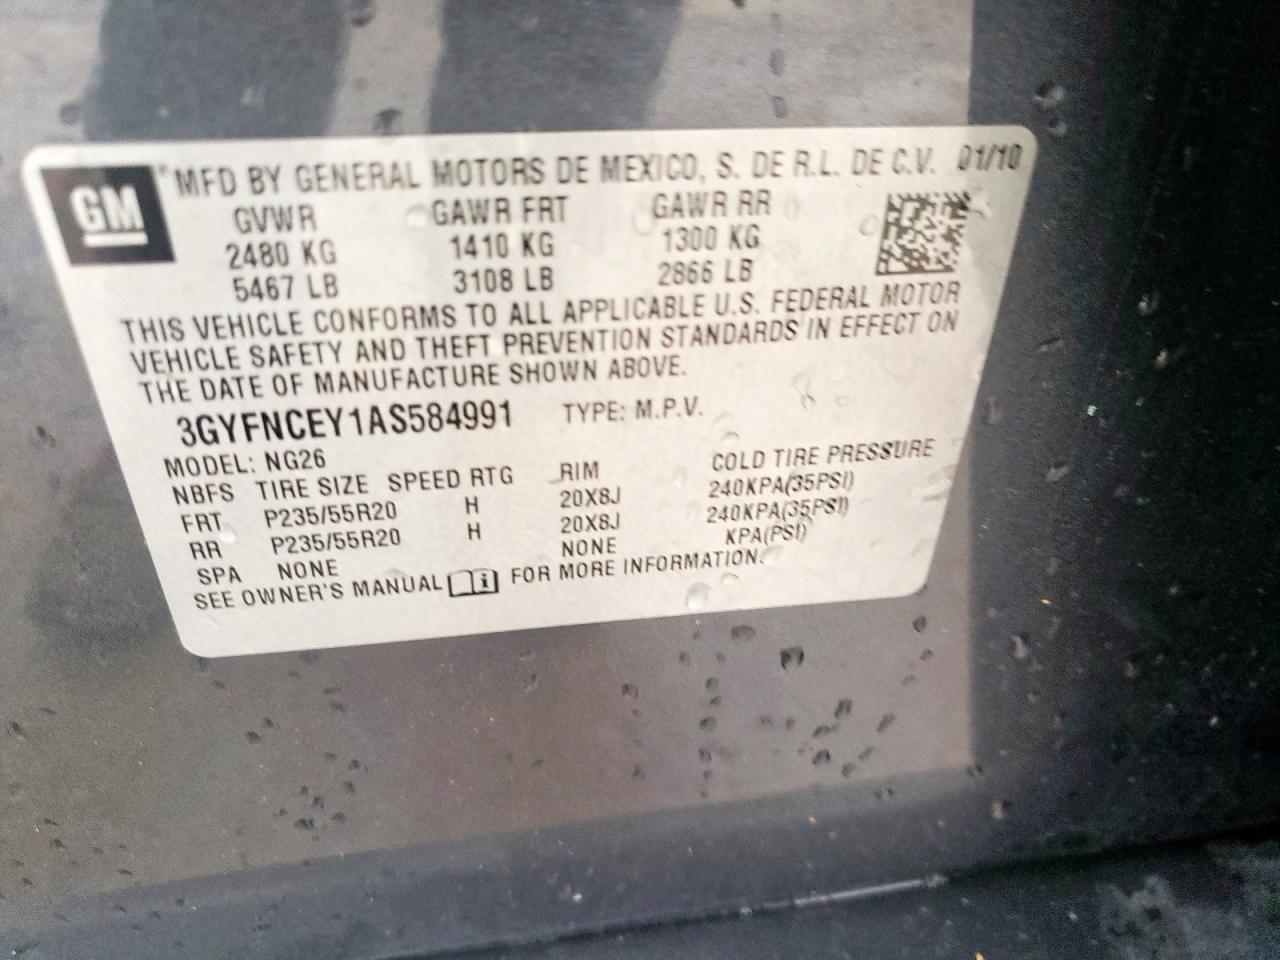 GM
MFD BY GENERAL MOTORS DE MEXICO, S. DE R.L. DE C.V. 01/10
GVWR GAWR FRT GAWR RR
2480 KG 1410 KG 1300 KG
5467 LB 3108 LB 2866 LB
THIS VEHICLE CONFORMS TO ALL APPLICABLE U.S. FEDERAL MOTOR
VEHICLE SAFETY AND THEFT PREVENTION STANDARDS IN EFFECT ON
THE DATE OF MANUFACTURE SHOWN ABOVE.
3GYFNCEY1AS584991 TYPE: M.P.V.
MODEL: NG26
NBFS TIRE SIZE SPEED RTG RIM COLD TIRE PRESSURE
FRT P235/55R20 H 20X8J 240KPA(35PSI)
RR P235/55R20 H 20X8J 240KPA(35PSI)
SPA NONE NONE KPA(PSI)
SEE OWNER'S MANUAL FOR MORE INFORMATION.